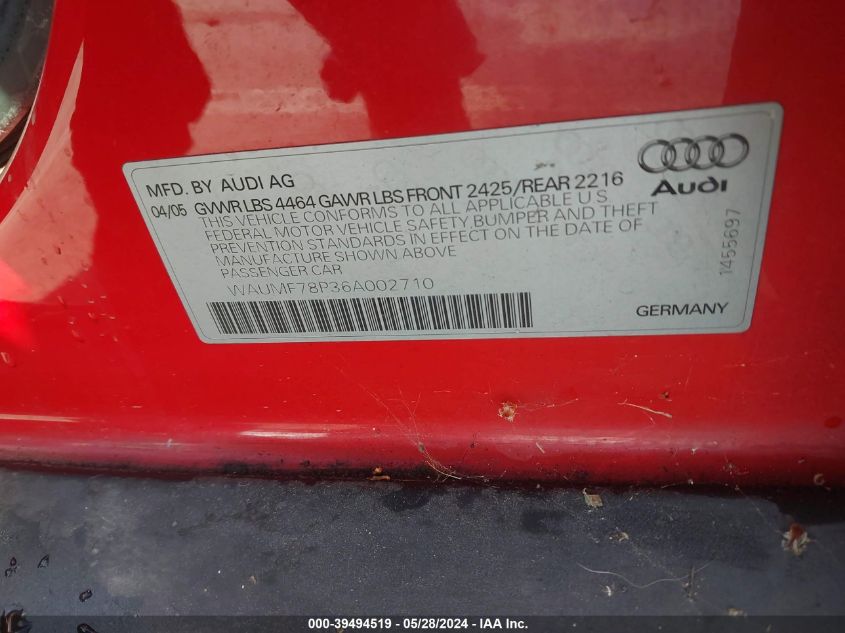 MFD. BY AUDI AG
04/05 GVWR LBS 4464 GAWR LBS FRONT 2425/REAR 2216
THIS VEHICLE CONFORMS TO ALL APPLICABLE U S
FEDERAL MOTOR VEHICLE SAFETY, BUMPER AND THEFT
PREVENTION STANDARDS IN EFFECT ON THE DATE OF
MANUFACTURE SHOWN ABOVE
PASSENGER CAR
WAUMF78P36A002710
Audi
1455697
GERMANY
000-39494519 - 05/28/2024 - IAA Inc.